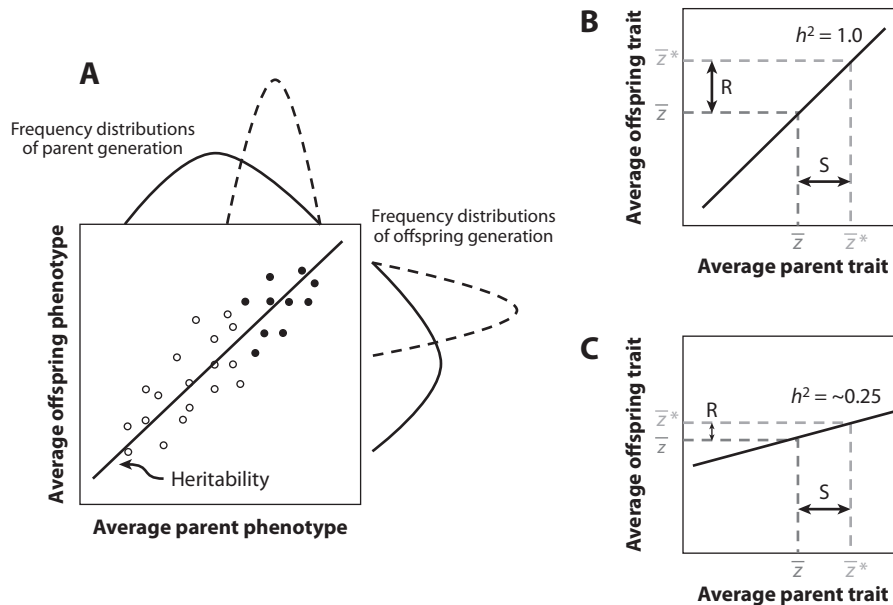 A
Frequency distributions
of parent generation
Frequency distributions
of offspring generation
Average offspring phenotype
Heritability
Average parent phenotype
B
Average offspring trait
h² = 1.0
z̅*
R
z̅
S
z̅
z̅*
Average parent trait
C
Average offspring trait
h² = ~0.25
z̅*
R
z̅
S
z̅
z̅*
Average parent trait